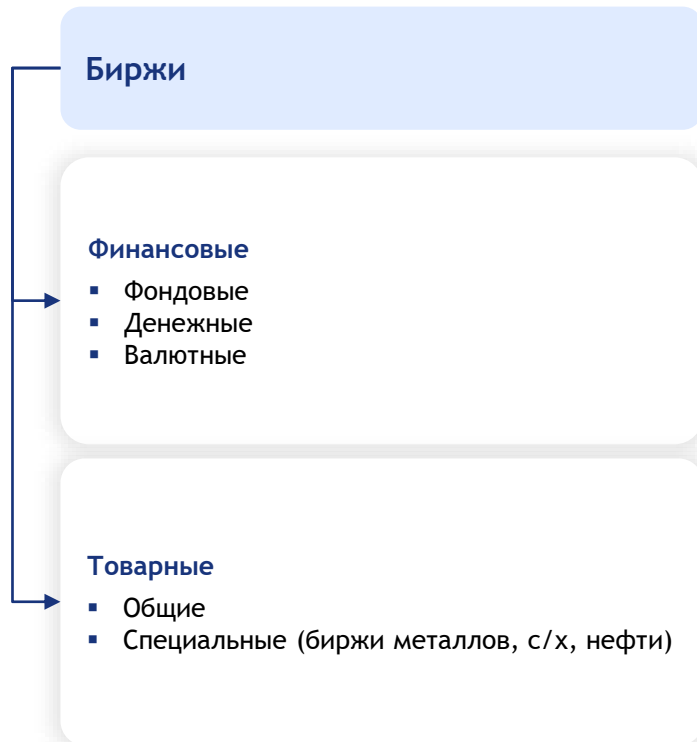 Биржи
Финансовые
Фондовые
Денежные
Валютные
Товарные
Общие
Специальные (биржи металлов, с/х, нефти)